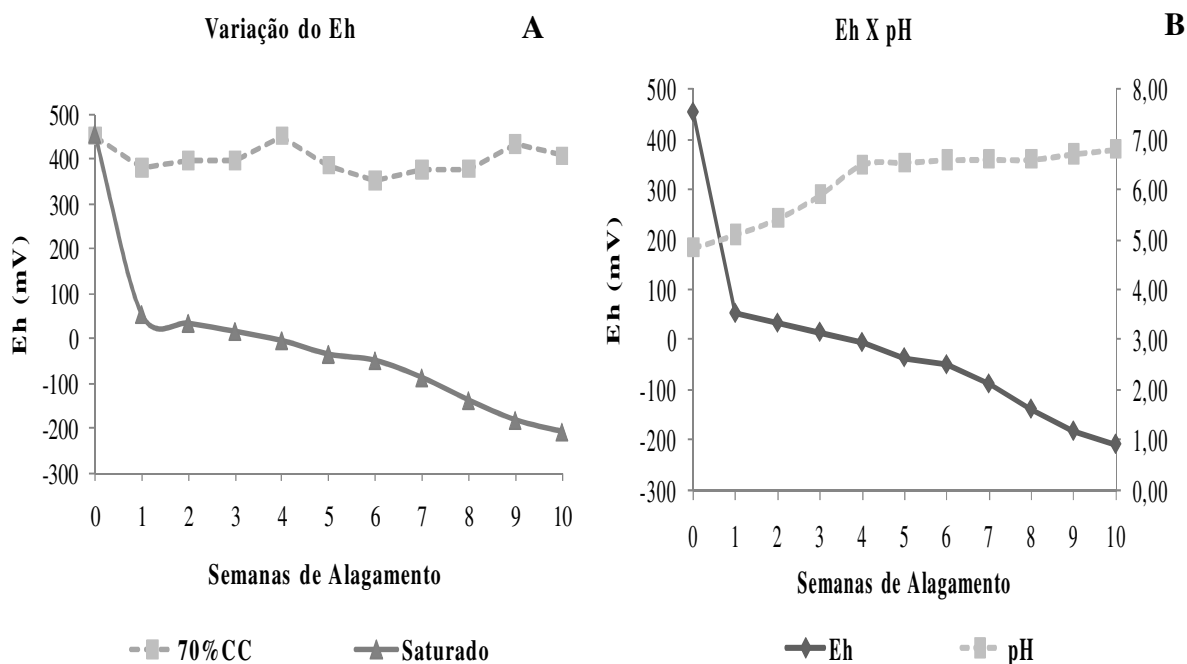 Variação do Eh
A
500
400
300
200
100
0
-100
-200
-300
Eh (mV)
0 1 2 3 4 5 6 7 8 9 10
Semanas de Alagamento
70%CC
Saturado
Eh X pH
B
500
400
300
200
100
0
-100
-200
-300
Eh (mV)
8,00
7,00
6,00
5,00
4,00
3,00
2,00
1,00
0,00
0 1 2 3 4 5 6 7 8 9 10
Semanas de Alagamento
Eh
pH